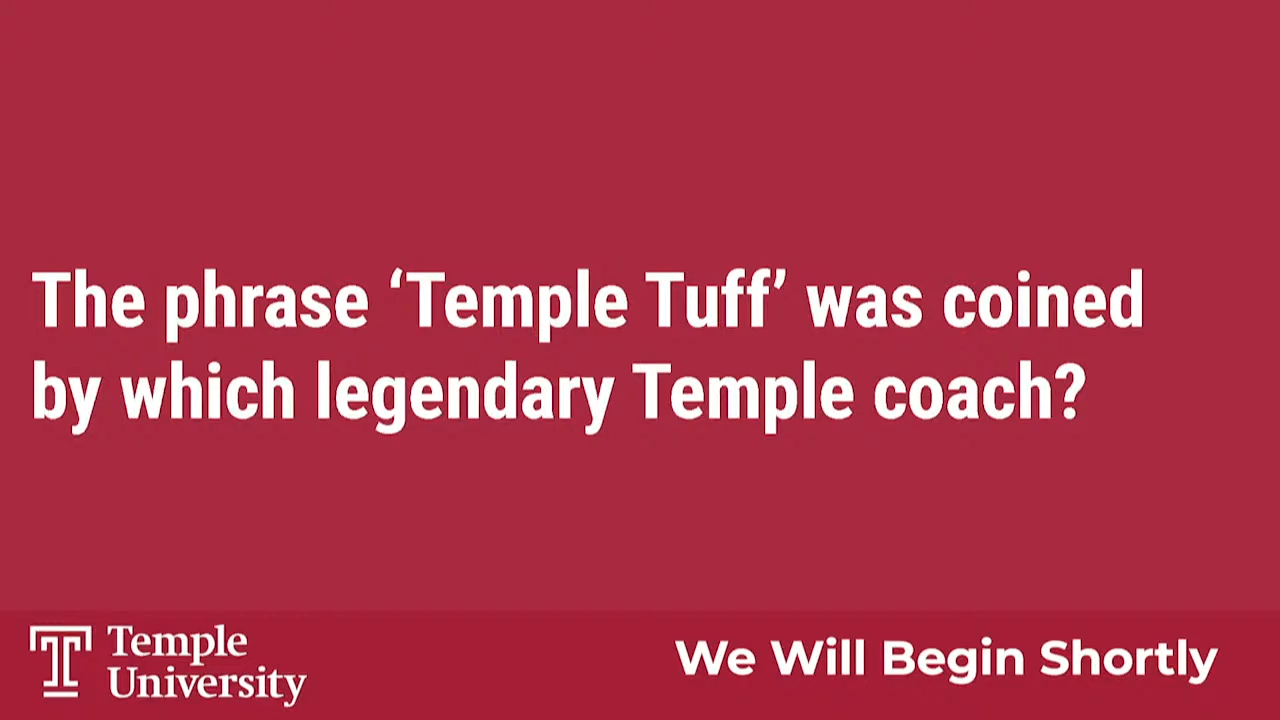 The phrase ‘Temple Tuff’ was coined
by which legendary Temple coach?
Temple
University
We Will Begin Shortly